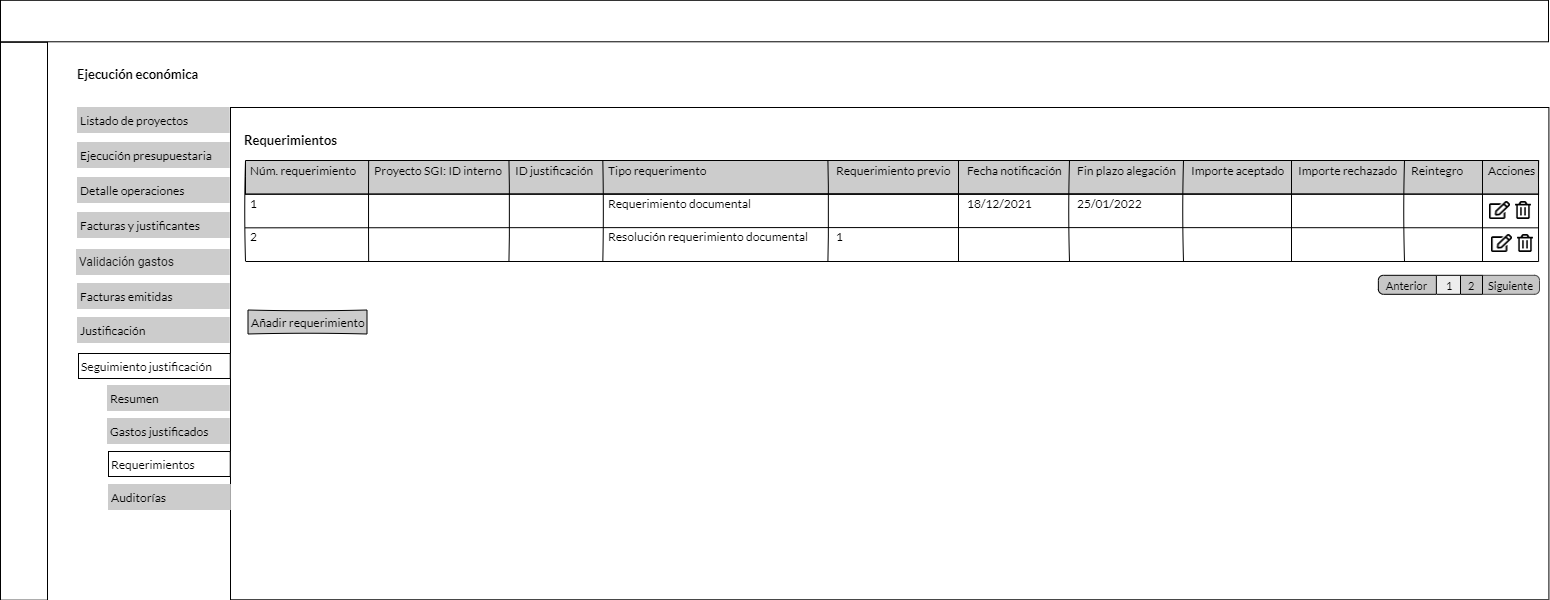 Ejecución económica
Listado de proyectos
Ejecución presupuestaria
Detalle operaciones
Facturas y justificantes
Validación gastos
Facturas emitidas
Justificación
Seguimiento justificación
Resumen
Gastos justificados
Requerimientos
Auditorías
Requerimientos
Núm. requerimiento Proyecto SGI: ID interno ID justificación Tipo requerimento Requerimiento previo Fecha notificación Fin plazo alegación Importe aceptado Importe rechazado Reintegro Acciones
1 Requerimiento documental 18/12/2021 25/01/2022
2 Resolución requerimiento documental 1
Anterior 1 2 Siguiente
Añadir requerimiento